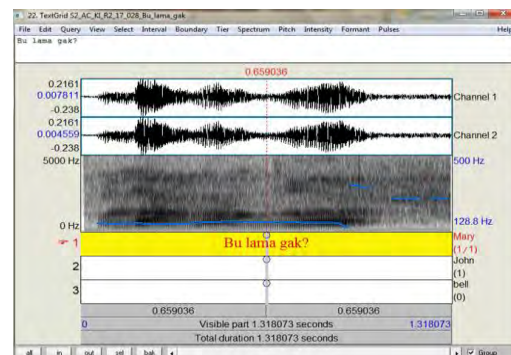 22. TextGrid S2_AC_KI_R2_17_028_Bu_lama_gak
File Edit Query View Select Interval Boundary Tier Spectrum Pitch Intensity Formant Pulses Help
Bu lama gak?
0.659036
0.2161
0.007811
-0.238
Channel 1
0.2161
0.004559
-0.238
Channel 2
5000 Hz
500 Hz
0 Hz
128.8 Hz
1
Bu lama gak?
Mary
(1/1)
2
John
(1)
3
bell
(0)
0.659036 0.659036
0 Visible part 1.318073 seconds 1.318073
Total duration 1.318073 seconds
all in out sel bak Group